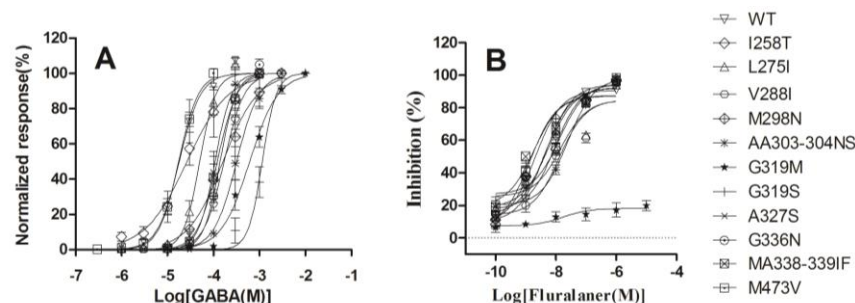 A
Normalized response(%)
120
100
80
60
40
20
0
-7 -6 -5 -4 -3 -2 -1
Log[GABA(M)]
B
Inhibition (%)
120
100
80
60
40
20
0
-10 -8 -6 -4
Log[Fluralaner(M)]
WT
I258T
L275I
V288I
M298N
AA303-304NS
G319M
G319S
A327S
G336N
MA338-339IF
M473V